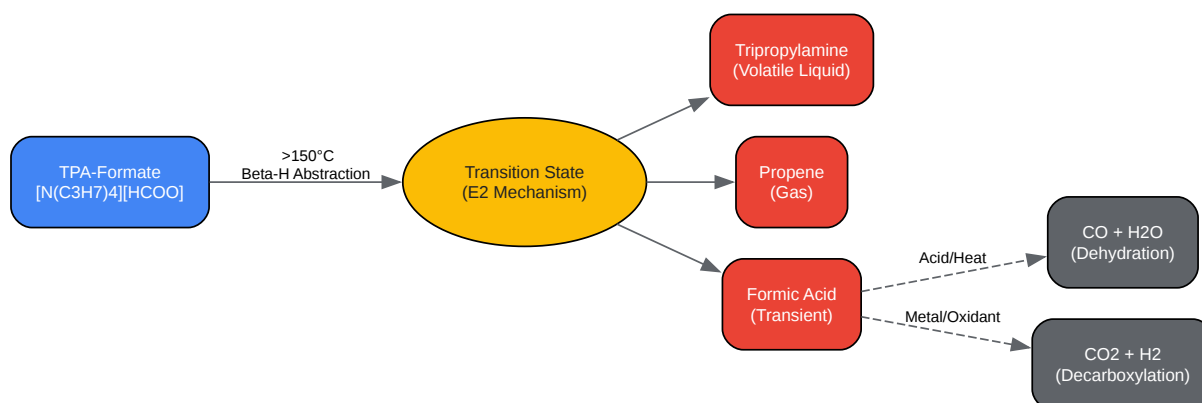 TPA-Formate
[N(C3H7)4][HCOO]
>150°C
Beta-H Abstraction
Transition State
(E2 Mechanism)
Tripropylamine
(Volatile Liquid)
Propene
(Gas)
Formic Acid
(Transient)
Acid/Heat
Metal/Oxidant
CO + H2O
(Dehydration)
CO2 + H2
(Decarboxylation)